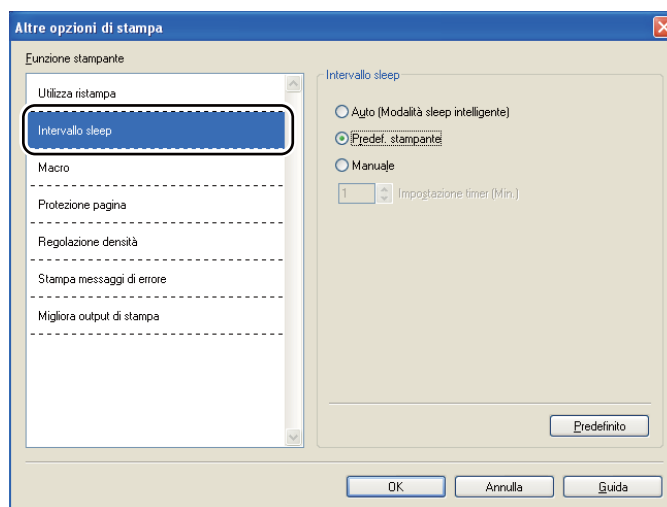 Altre opzioni di stampa
Funzione stampante
Utilizza ristampa
Intervallo sleep
Macro
Protezione pagina
Regolazione densità
Stampa messaggi di errore
Migliora output di stampa
Intervallo sleep
Auto (Modalità sleep intelligente)
Predef. stampante
Manuale
1 Impostazione timer (Min.)
Predefinito
OK Annulla Guida